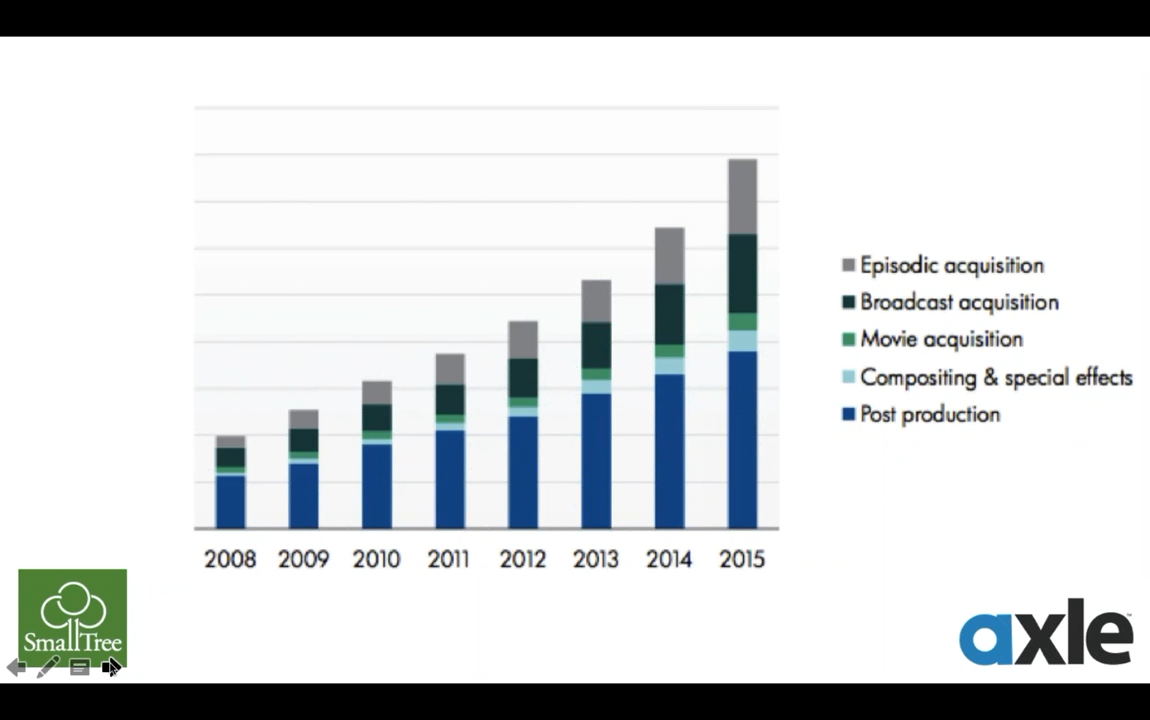 Episodic acquisition
Broadcast acquisition
Movie acquisition
Compositing & special effects
Post production
2008 2009 2010 2011 2012 2013 2014 2015
SmallTree
axle